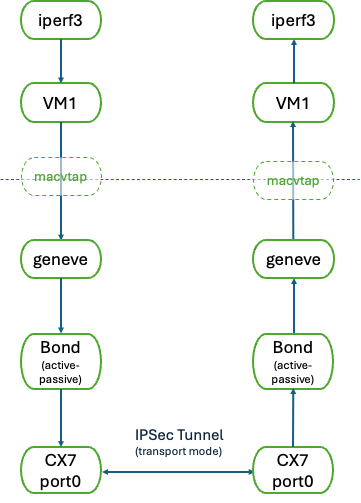 iperf3
iperf3
VM1
VM1
macvtap
macvtap
geneve
geneve
Bond
(active-
passive)
Bond
(active-
passive)
IPSec Tunnel
(transport mode)
CX7
port0
CX7
port0